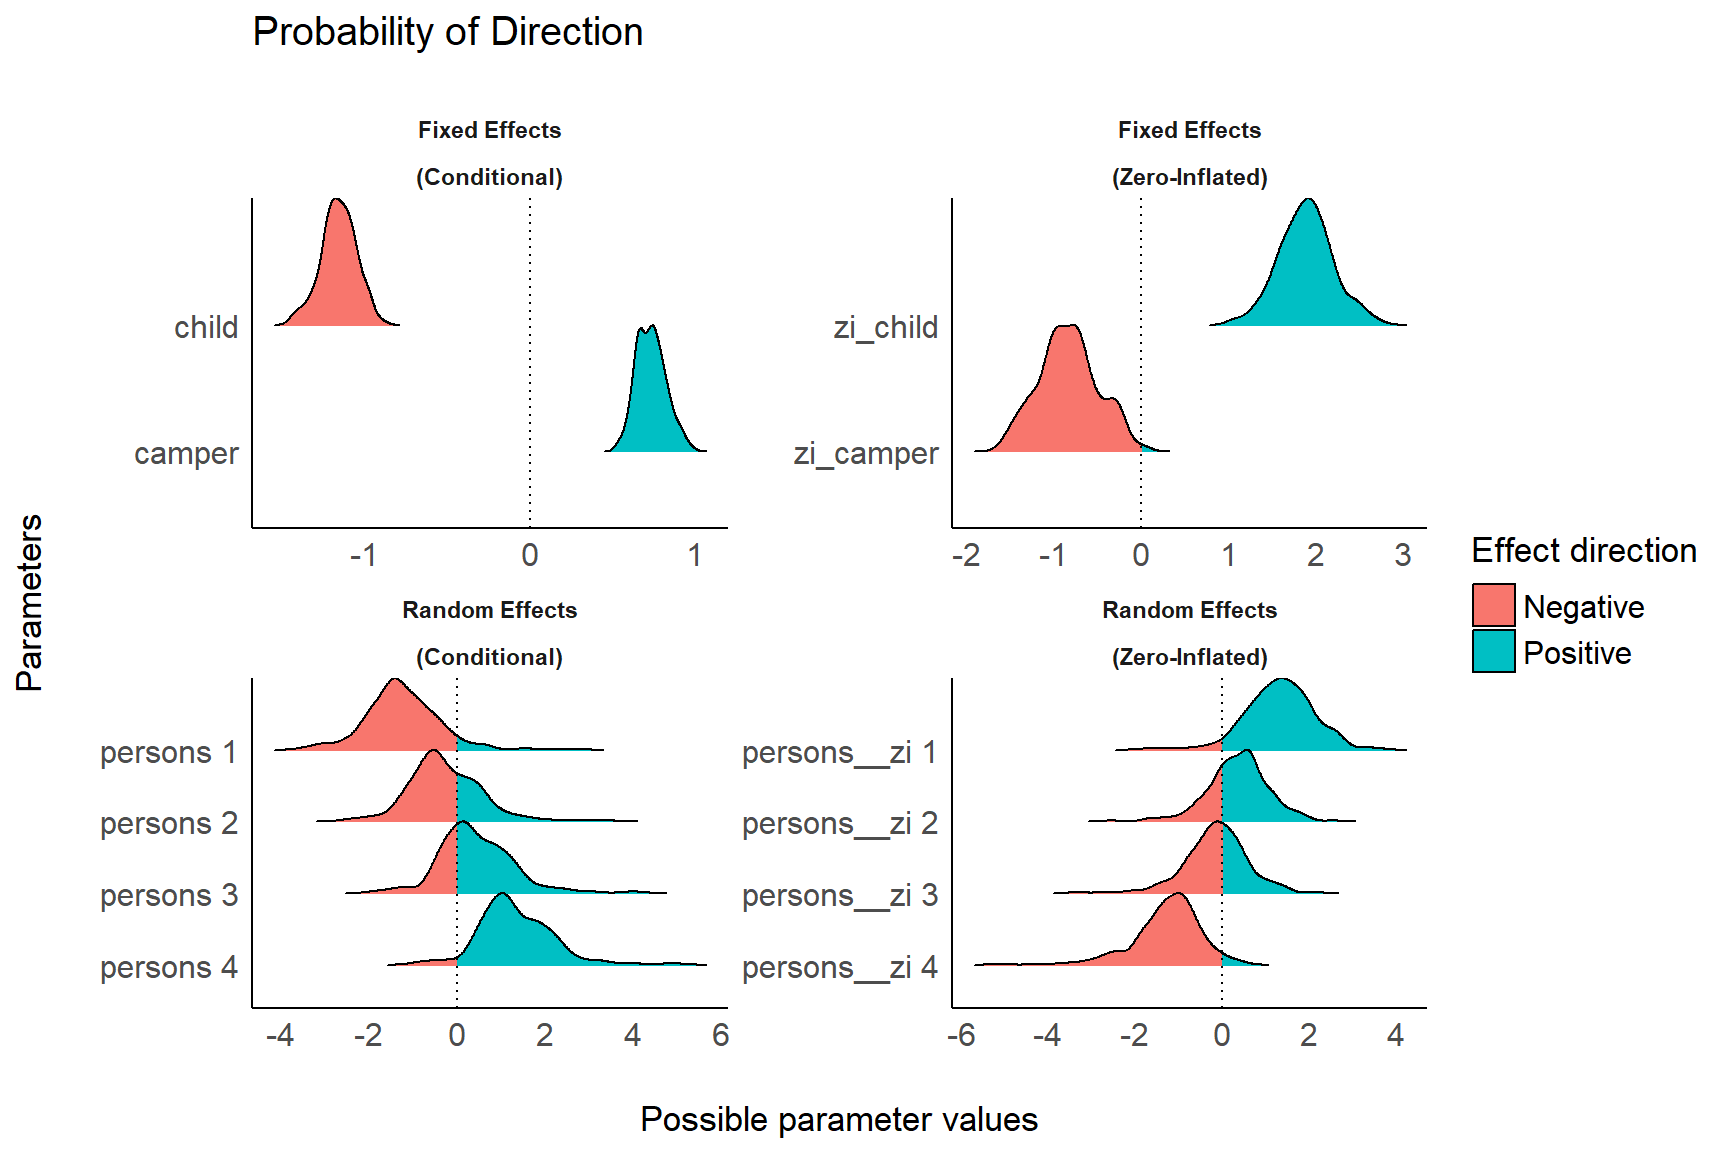 Probability of Direction
Fixed Effects
(Conditional)
child
camper
-1 0 1
Fixed Effects
(Zero-Inflated)
zi_child
zi_camper
-2 -1 0 1 2 3
Random Effects
(Conditional)
persons 1
persons 2
persons 3
persons 4
-4 -2 0 2 4 6
Random Effects
(Zero-Inflated)
persons__zi 1
persons__zi 2
persons__zi 3
persons__zi 4
-6 -4 -2 0 2 4
Parameters
Possible parameter values
Effect direction
Negative
Positive